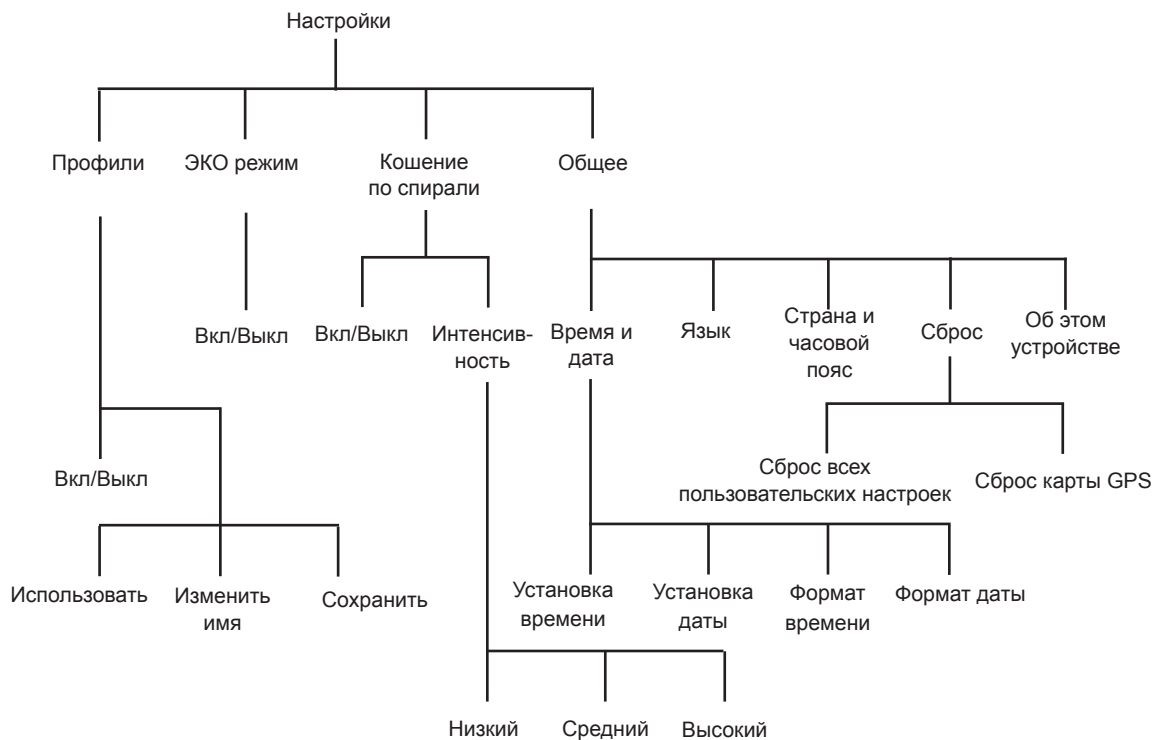 Настройки
Профили
ЭКО режим
Кошение
по спирали
Общее
Вкл/Выкл
Вкл/Выкл
Интенсив-
ность
Время и
дата
Язык
Страна и
часовой
пояс
Сброс
Об этом
устройстве
Вкл/Выкл
Сброс всех
пользовательских настроек
Сброс карты GPS
Использовать
Изменить
имя
Сохранить
Установка
времени
Установка
даты
Формат
времени
Формат даты
Низкий
Средний
Высокий